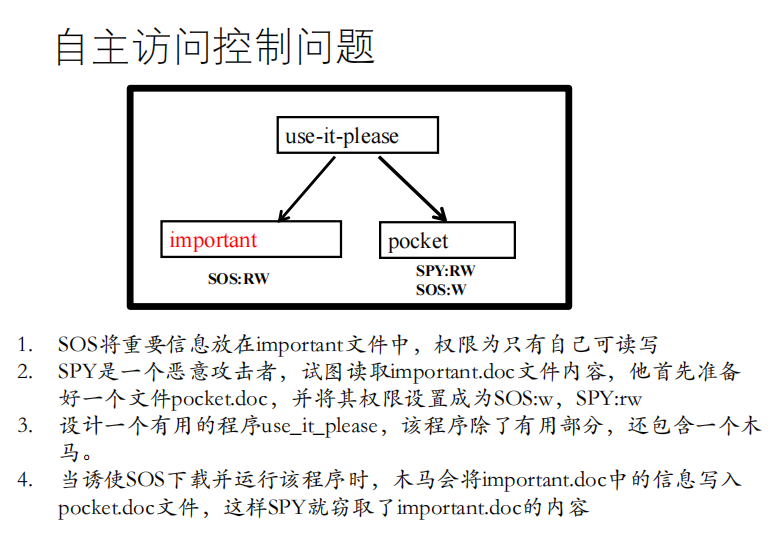 自主访问控制问题
use-it-please
important
pocket
SOS:RW
SPY:RW
SOS:W
1. SOS将重要信息放在important文件中，权限为只有自己可读写
2. SPY是一个恶意攻击者，试图读取important.doc文件内容，他首先准备
好一个文件pocket.doc，并将其权限设置成为SOS:w，SPY:rw
3. 设计一个有用的程序use_it_please，该程序除了有用部分，还包含一个木
马。
4. 当诱使SOS下载并运行该程序时，木马会将important.doc中的信息写入
pocket.doc文件，这样SPY就窃取了important.doc的内容